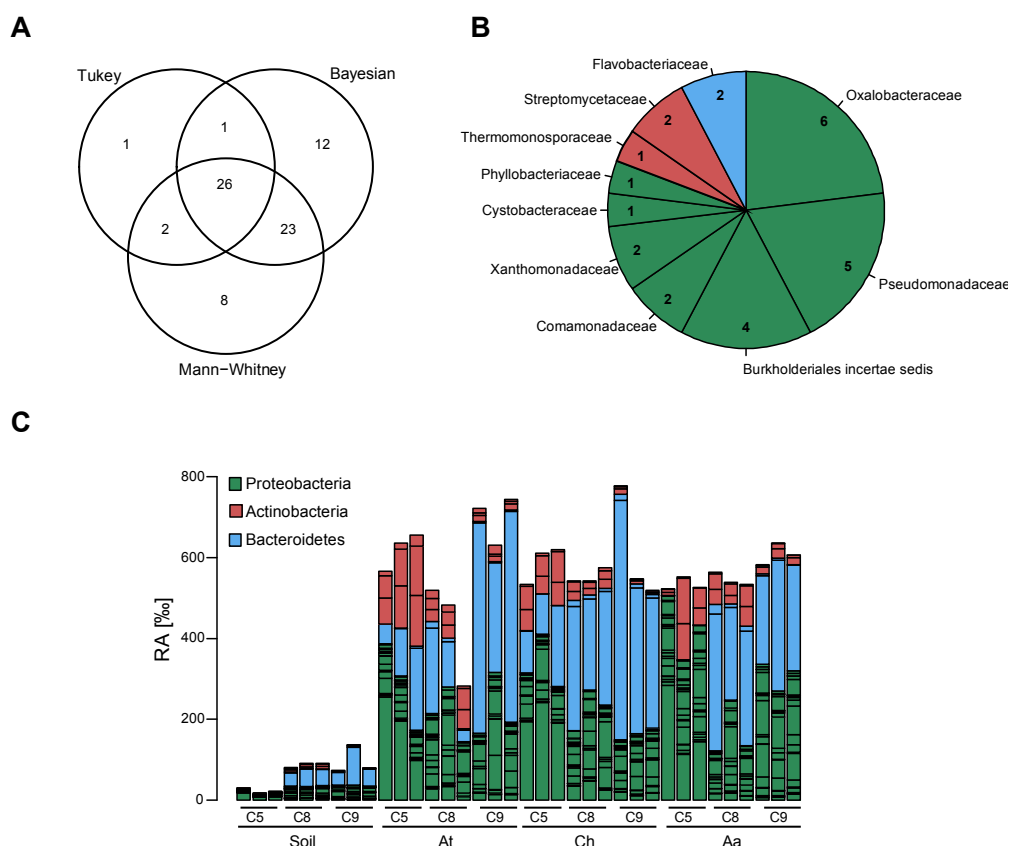 A
Tukey
Bayesian
1
1
12
26
2
23
8
Mann−Whitney
B
Flavobacteriaceae
Streptomycetaceae
Thermomonosporaceae
Phyllobacteriaceae
Cystobacteraceae
Xanthomonadaceae
Comamonadaceae
Burkholderiales incertae sedis
Pseudomonadaceae
Oxalobacteraceae
2
2
1
1
1
2
2
4
5
6
C
RA [‰]
800
600
400
200
0
Proteobacteria
Actinobacteria
Bacteroidetes
C5 C8 C9 C5 C8 C9 C5 C8 C9 C5 C8 C9
Soil At Ch Aa